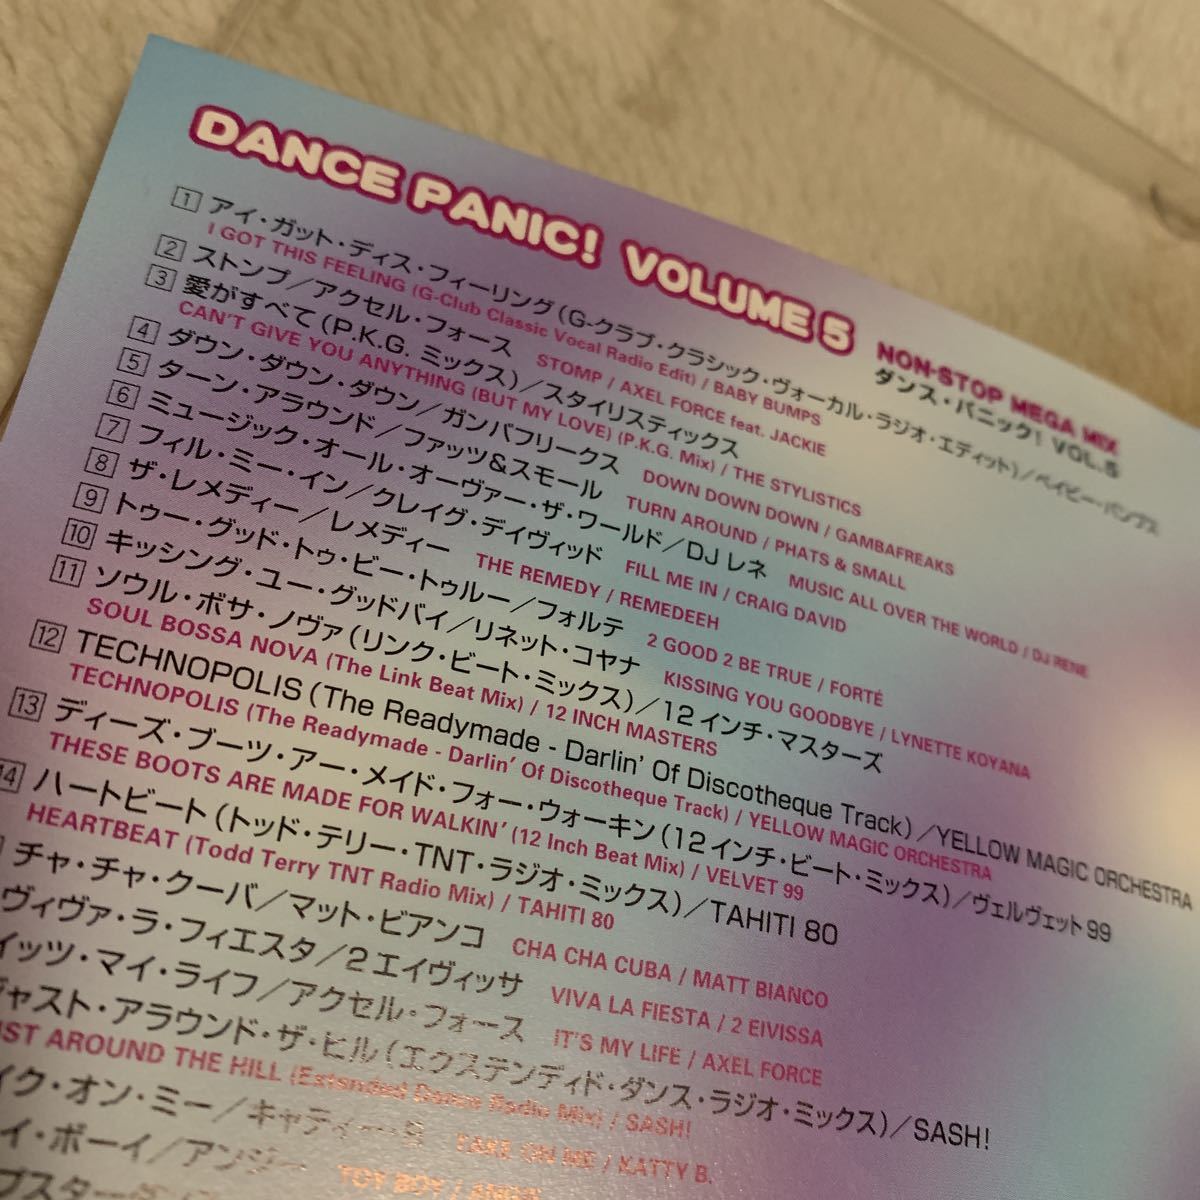 DANCE PANIC! VOLUME 5 NON-STOP MEGA MIX
ダンス・パニック! VOL.5
1 アイ・ガット・ディス・フィーリング(G-クラブ・クラシック・ヴォーカル・ラジオ・エディット)／ベイビー・バンプス
I GOT THIS FEELING (G-Club Classic Vocal Radio Edit) / BABY BUMPS
2 ストンプ／アクセル・フォース STOMP / AXEL FORCE feat. JACKIE
3 愛がすべて(P.K.G. ミックス)／スタイリスティックス
CAN'T GIVE YOU ANYTHING (BUT MY LOVE) (P.K.G. Mix) / THE STYLISTICS
4 ダウン・ダウン・ダウン／ガンバフリークス DOWN DOWN DOWN / GAMBAFREAKS
5 ターン・アラウンド／ファッツ&スモール TURN AROUND / PHATS & SMALL
6 ミュージック・オール・オーヴァー・ザ・ワールド／DJ レネ MUSIC ALL OVER THE WORLD / DJ RENE
7 フィル・ミー・イン／クレイグ・デイヴィッド FILL ME IN / CRAIG DAVID
8 ザ・レメディー／レメディー THE REMEDY / REMEDEEH
9 トゥー・グッド・トゥ・ビー・トゥルー／フォルテ 2 GOOD 2 BE TRUE / FORTÉ
10 キッシング・ユー・グッドバイ／リネット・コヤナ KISSING YOU GOODBYE / LYNETTE KOYANA
11 ソウル・ボサ・ノヴァ(リンク・ビート・ミックス)／12インチ・マスターズ
SOUL BOSSA NOVA (The Link Beat Mix) / 12 INCH MASTERS
12 TECHNOPOLIS (The Readymade - Darlin' Of Discotheque Track)／YELLOW MAGIC ORCHESTRA
TECHNOPOLIS (The Readymade - Darlin' Of Discotheque Track) / YELLOW MAGIC ORCHESTRA
13 ディーズ・ブーツ・アー・メイド・フォー・ウォーキン(12インチ・ビート・ミックス)／ヴェルヴェット99
THESE BOOTS ARE MADE FOR WALKIN' (12 Inch Beat Mix) / VELVET 99
14 ハートビート(トッド・テリー・TNT・ラジオ・ミックス)／TAHITI 80
HEARTBEAT (Todd Terry TNT Radio Mix) / TAHITI 80
チャ・チャ・クーバ／マット・ビアンコ CHA CHA CUBA / MATT BIANCO
ヴィヴァ・ラ・フィエスタ／2エイヴィッサ VIVA LA FIESTA / 2 EIVISSA
イッツ・マイ・ライフ／アクセル・フォース IT'S MY LIFE / AXEL FORCE
ジャスト・アラウンド・ザ・ヒル(エクステンディド・ダンス・ラジオ・ミックス)／SASH!
AROUND THE HILL (Extended Dance Radio Mix) / SASH!
イク・オン・ミー／キャティー・B TAKE ON ME / KATTY B.
イ・ボーイ／アンジー TOY BOY / ANGIE